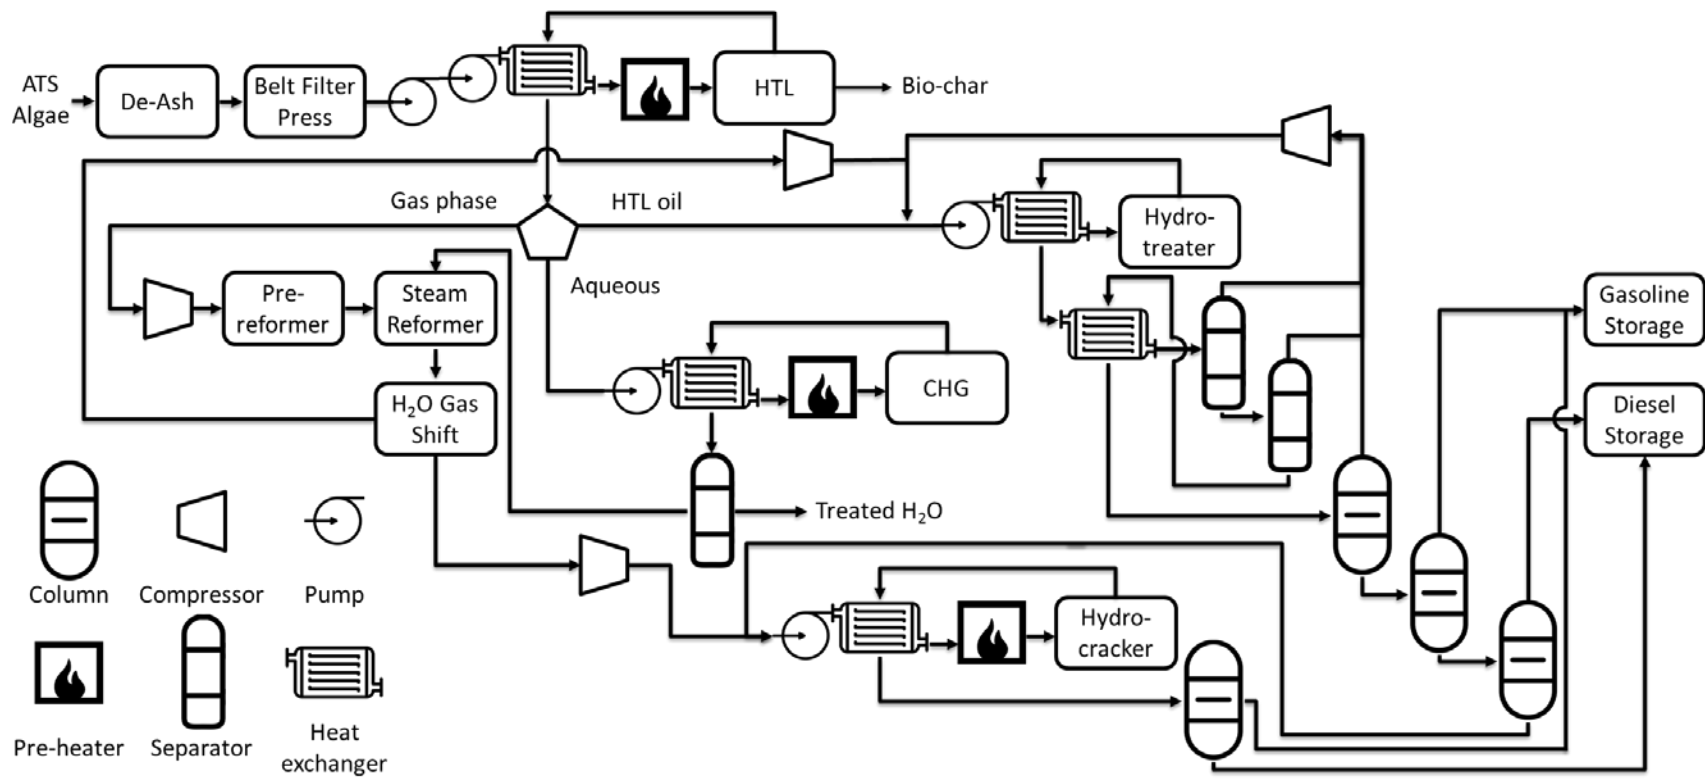 ATS
Algae
De-Ash
Belt Filter
Press
HTL
Bio-char
Gas phase
HTL oil
Hydro-
treater
Aqueous
Pre-
reformer
Steam
Reformer
Gasoline
Storage
CHG
H₂O Gas
Shift
Diesel
Storage
Treated H₂O
Column
Compressor
Pump
Hydro-
cracker
Pre-heater
Separator
Heat
exchanger